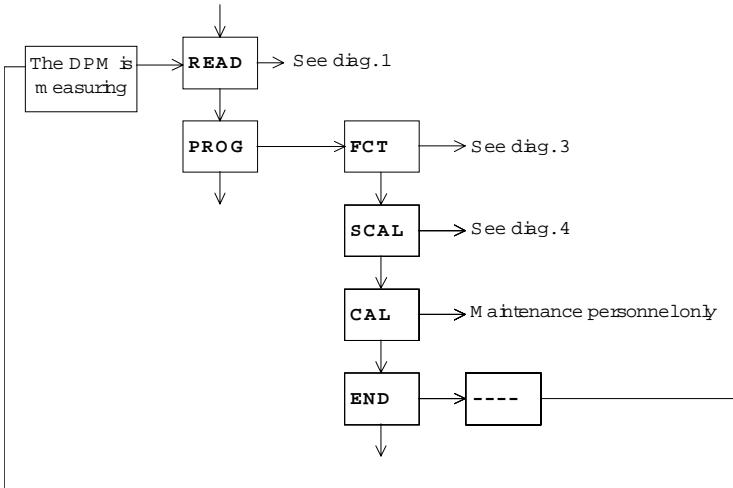 The DPM is
measuring
READ
See diag.1
PROG
FCT
See diag.3
SCAL
See diag.4
CAL
Maintenance personnel only
END
----